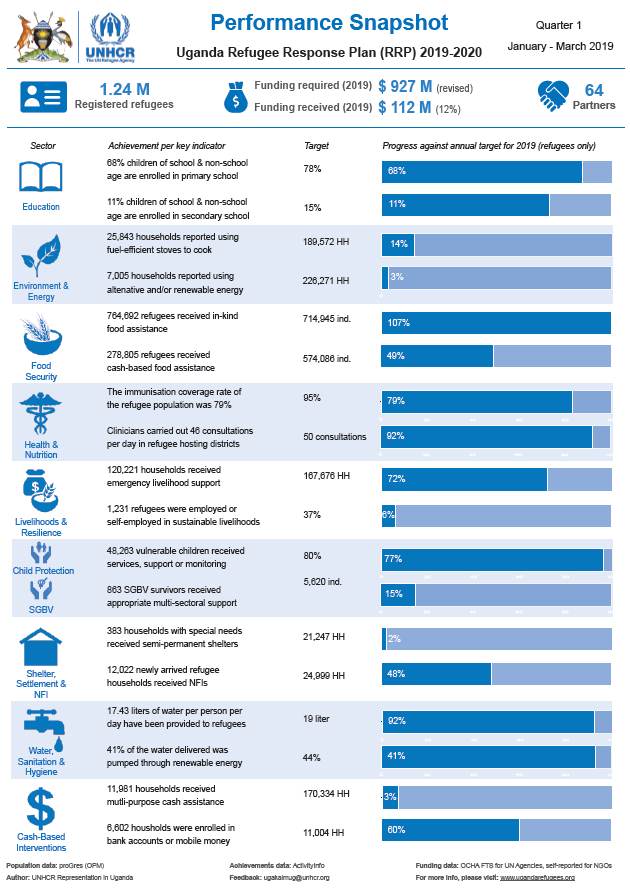 Performance Snapshot
Uganda Refugee Response Plan (RRP) 2019-2020
Quarter 1
January - March 2019
UNHCR
The UN Refugee Agency
1.24 M
Registered refugees
Funding required (2019) $ 927 M (revised)
Funding received (2019) $ 112 M (12%)
64
Partners
Sector Achievement per key indicator Target Progress against annual target for 2019 (refugees only)
Education
68% children of school & non-school
age are enrolled in primary school
78%
68%
11% children of school & non-school
age are enrolled in secondary school
15%
11%
Environment &
Energy
25,843 households reported using
fuel-efficient stoves to cook
189,572 HH
14%
7,005 households reported using
altenative and/or renewable energy
226,271 HH
3%
Food
Security
764,692 refugees received in-kind
food assistance
714,945 ind.
107%
278,805 refugees received
cash-based food assistance
574,086 ind.
49%
Health &
Nutrition
The immunisation coverage rate of
the refugee population was 79%
95%
79%
Clinicians carried out 46 consultations
per day in refugee hosting districts
50 consultations
92%
Livelihoods &
Resilience
120,221 households received
emergency livelihood support
167,676 HH
72%
1,231 refugees were employed or
self-employed in sustainable livelihoods
37%
6%
Child Protection
48,263 vulnerable children received
services, support or monitoring
80%
77%
SGBV
863 SGBV survivors received
appropriate multi-sectoral support
5,620 ind.
15%
Shelter,
Settlement &
NFI
383 households with special needs
received semi-permanent shelters
21,247 HH
2%
12,022 newly arrived refugee
households received NFIs
24,999 HH
48%
Water,
Sanitation &
Hygiene
17.43 liters of water per person per
day have been provided to refugees
19 liter
92%
41% of the water delivered was
pumped through renewable energy
44%
41%
Cash-Based
Interventions
11,981 households received
mutli-purpose cash assistance
170,334 HH
3%
6,602 housholds were enrolled in
bank accounts or mobile money
11,004 HH
60%
Population data: proGres (OPM) Achievements data: ActivityInfo Funding data: OCHA FTS for UN Agencies, self-reported for NGOs
Author: UNHCR Representation in Uganda Feedback: ugakaimug@unhcr.org For more info, please visit: www.ugandarefugees.org